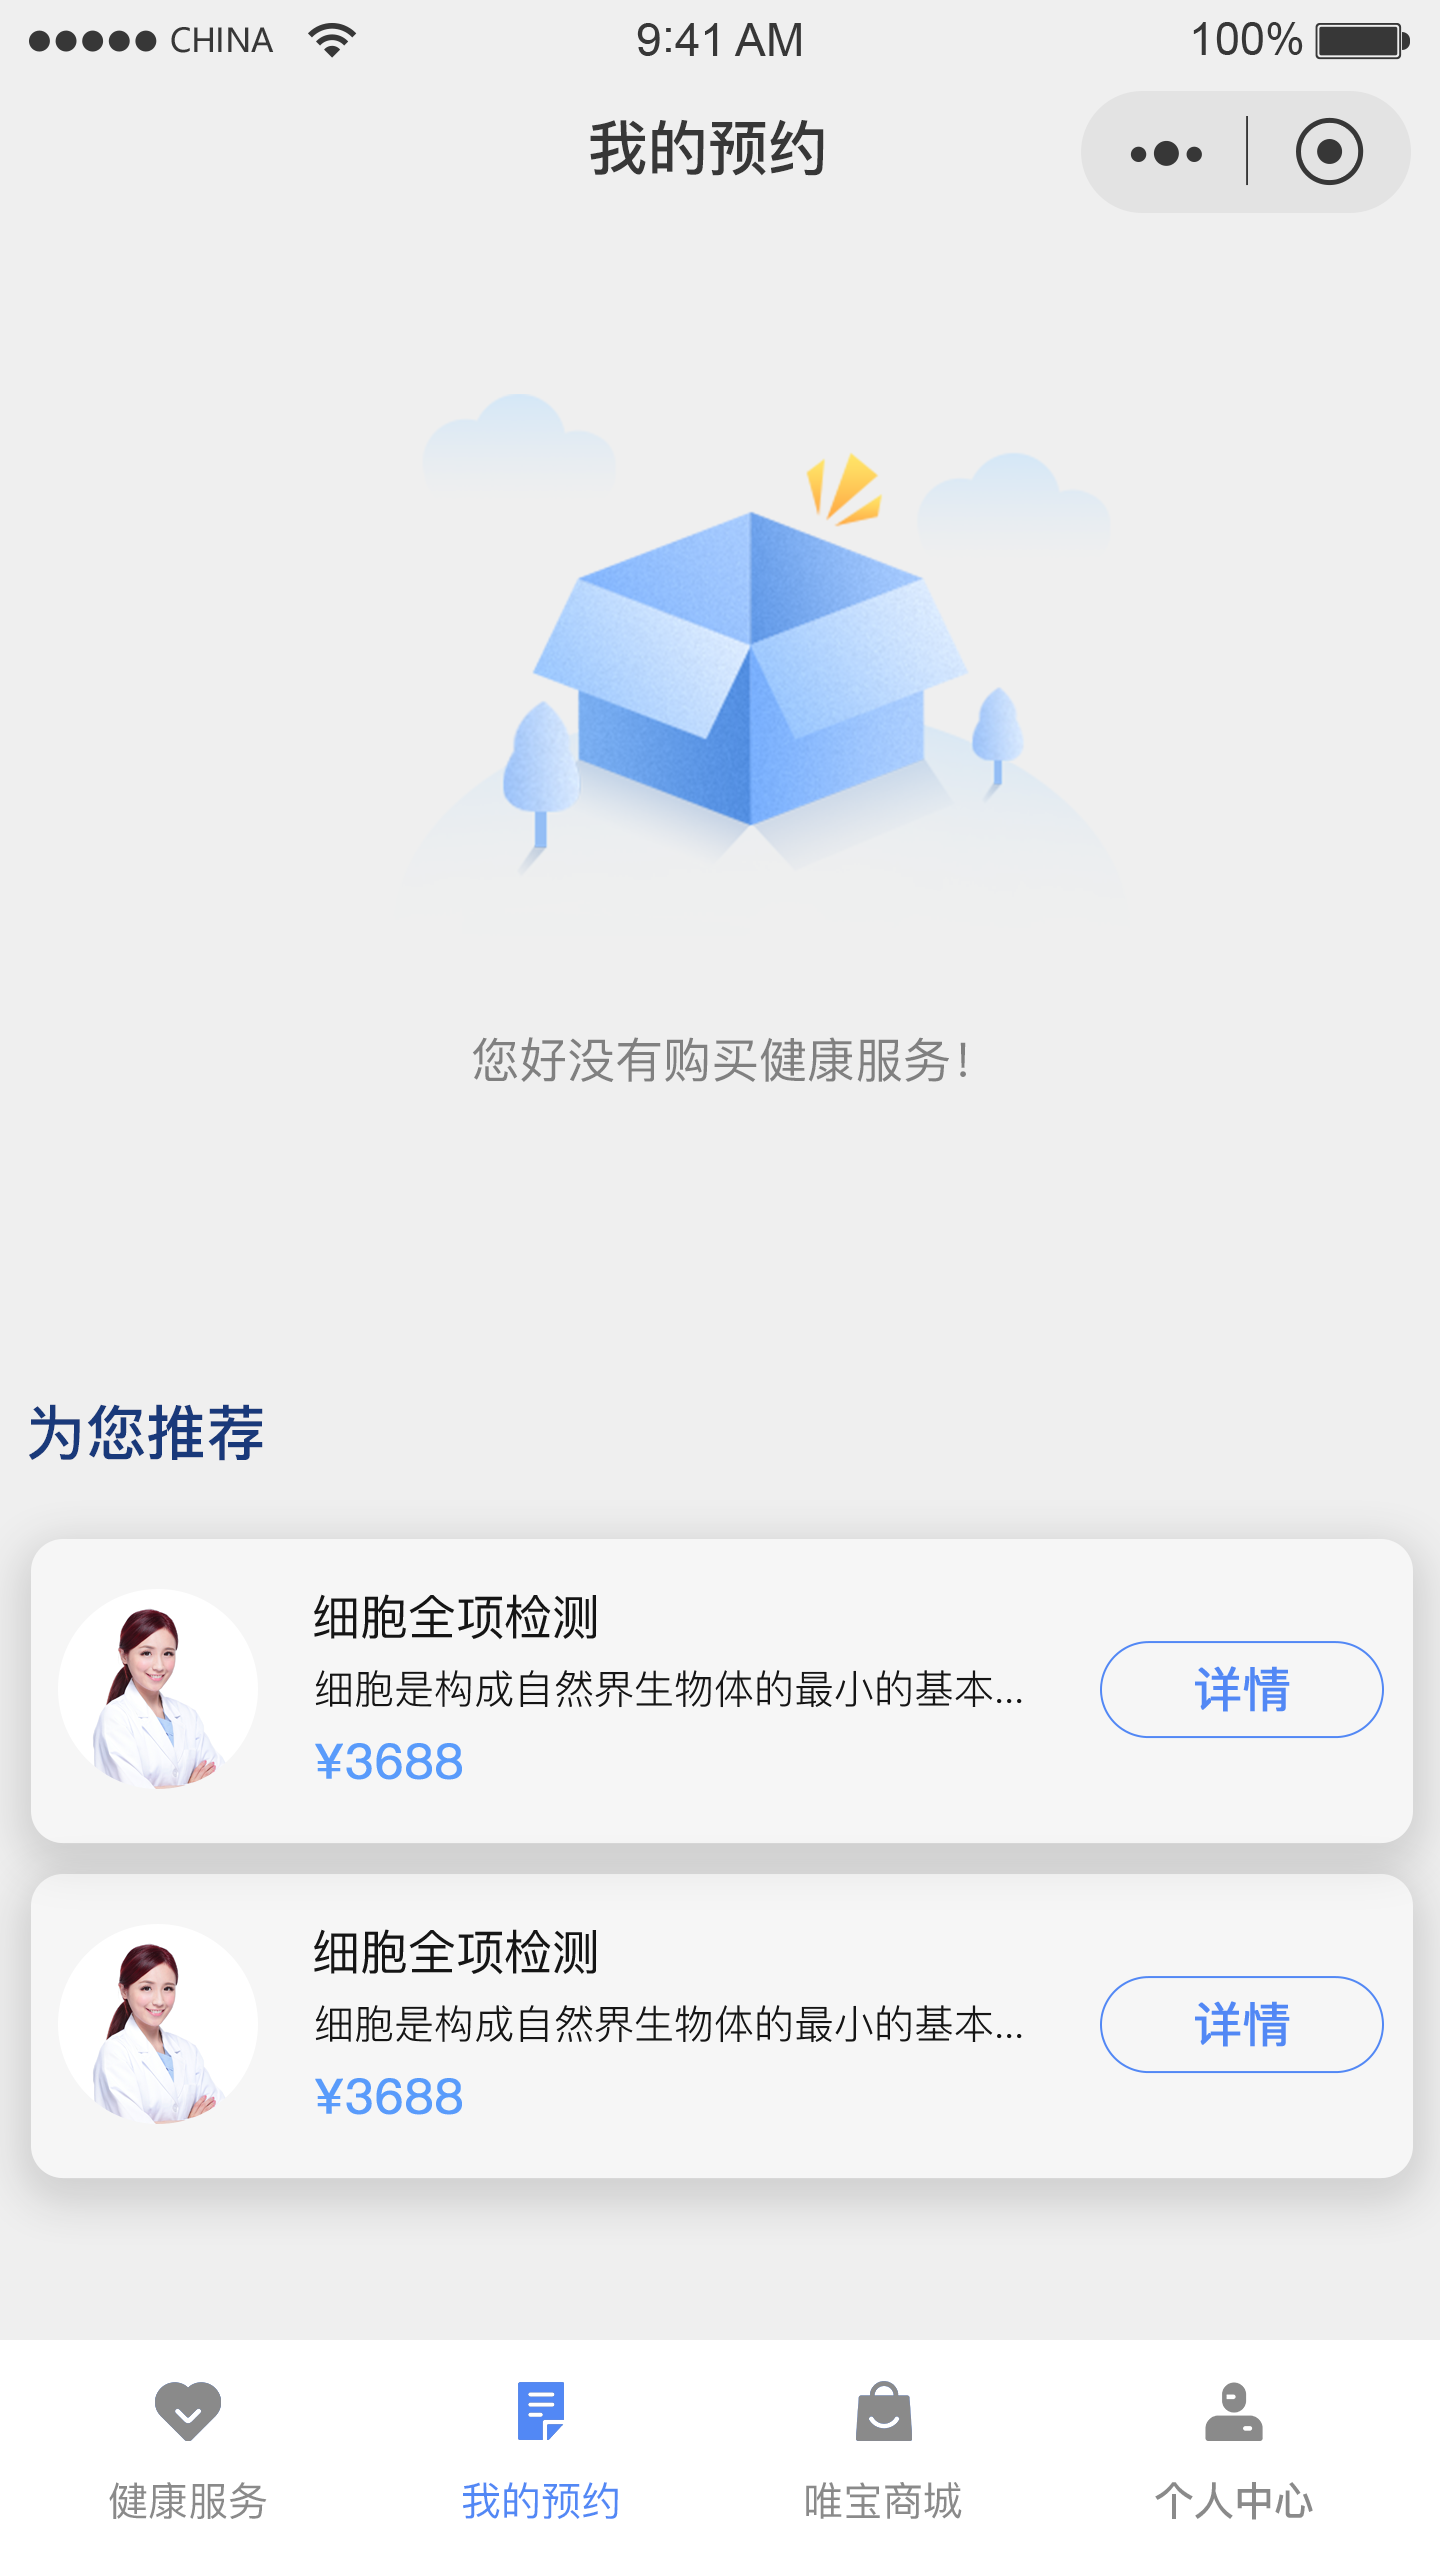 CHINA
9:41 AM
100%
我的预约
您好没有购买健康服务!
为您推荐
细胞全项检测
细胞是构成自然界生物体的最小的基本...
¥3688
详情
细胞全项检测
细胞是构成自然界生物体的最小的基本...
¥3688
详情
健康服务
我的预约
唯宝商城
个人中心